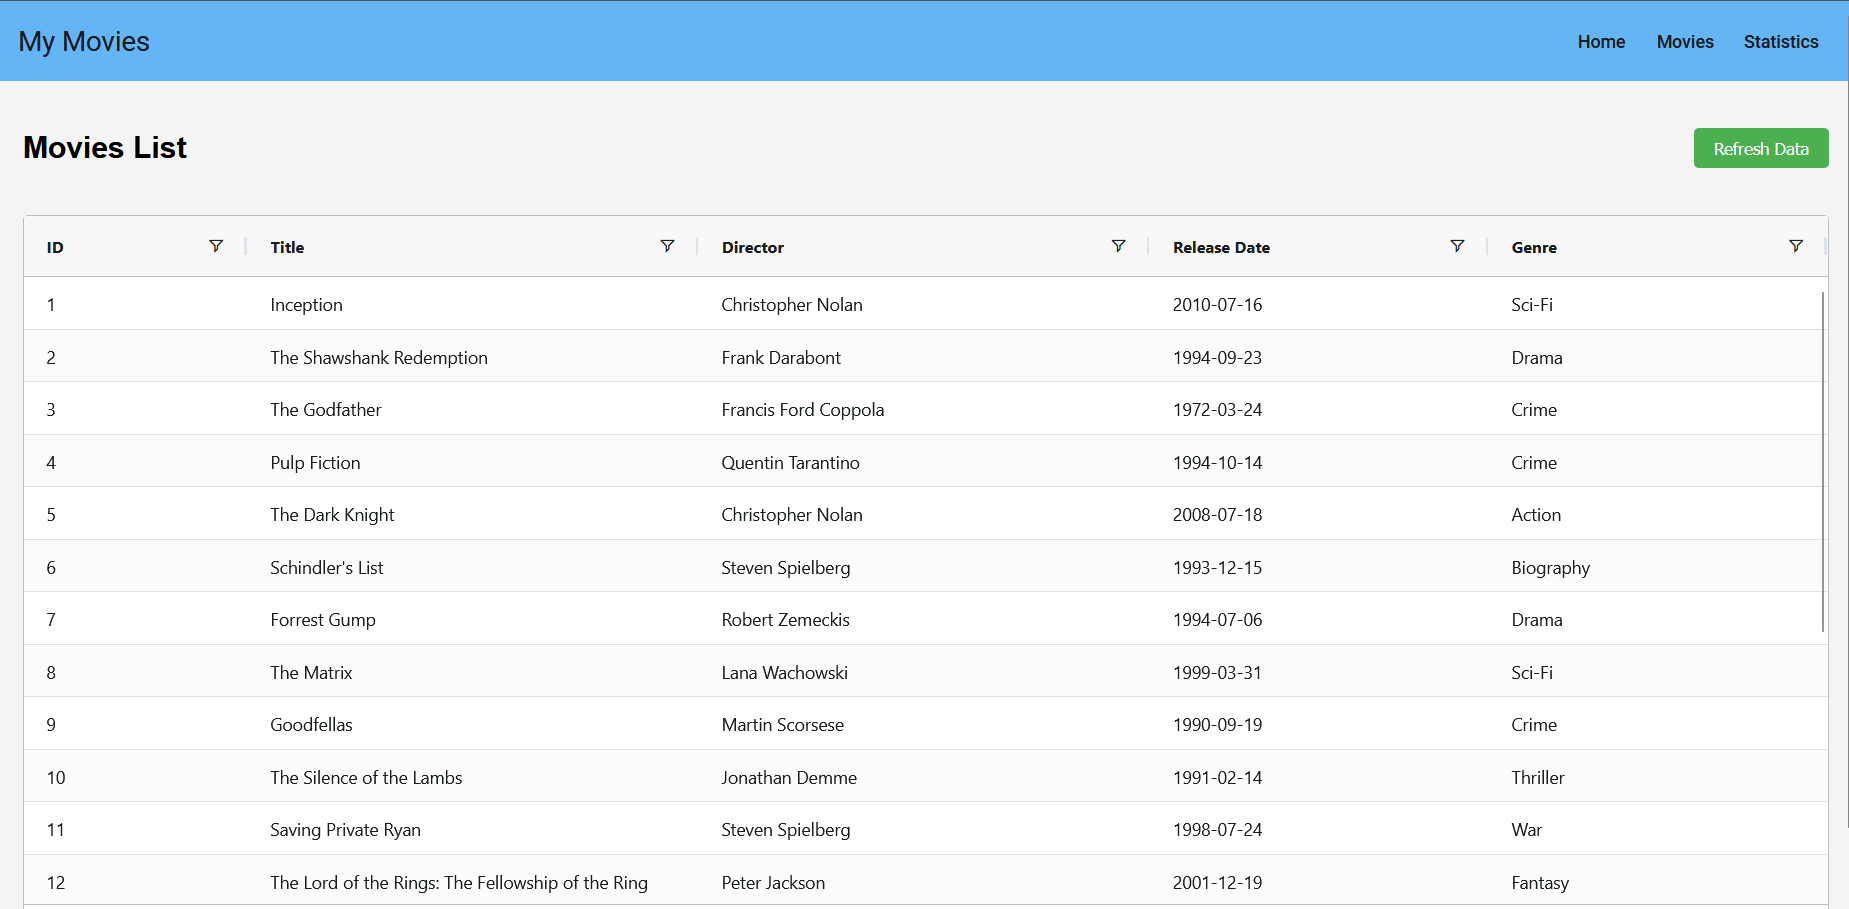 My Movies Home Movies Statistics
Movies List Refresh Data
ID Title Director Release Date Genre
1 Inception Christopher Nolan 2010-07-16 Sci-Fi
2 The Shawshank Redemption Frank Darabont 1994-09-23 Drama
3 The Godfather Francis Ford Coppola 1972-03-24 Crime
4 Pulp Fiction Quentin Tarantino 1994-10-14 Crime
5 The Dark Knight Christopher Nolan 2008-07-18 Action
6 Schindler's List Steven Spielberg 1993-12-15 Biography
7 Forrest Gump Robert Zemeckis 1994-07-06 Drama
8 The Matrix Lana Wachowski 1999-03-31 Sci-Fi
9 Goodfellas Martin Scorsese 1990-09-19 Crime
10 The Silence of the Lambs Jonathan Demme 1991-02-14 Thriller
11 Saving Private Ryan Steven Spielberg 1998-07-24 War
12 The Lord of the Rings: The Fellowship of the Ring Peter Jackson 2001-12-19 Fantasy